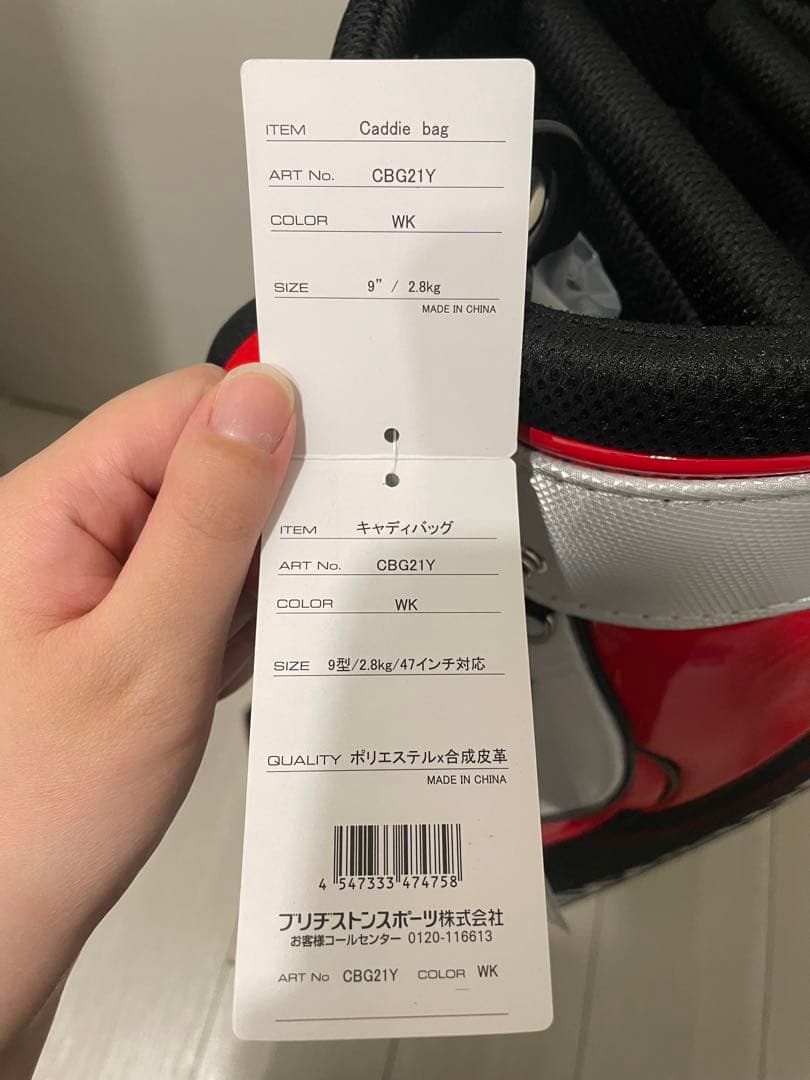 ITEM Caddie bag
ART No. CBG21Y
COLOR WK
SIZE 9" / 2.8kg
MADE IN CHINA
ITEM キャディバッグ
ART No. CBG21Y
COLOR WK
SIZE 9型/2.8kg/47インチ対応
QUALITY ポリエステルx合成皮革
MADE IN CHINA
4 547333 474758
ブリヂストンスポーツ株式会社
お客様コールセンター 0120-116613
ART No CBG21Y COLOR WK